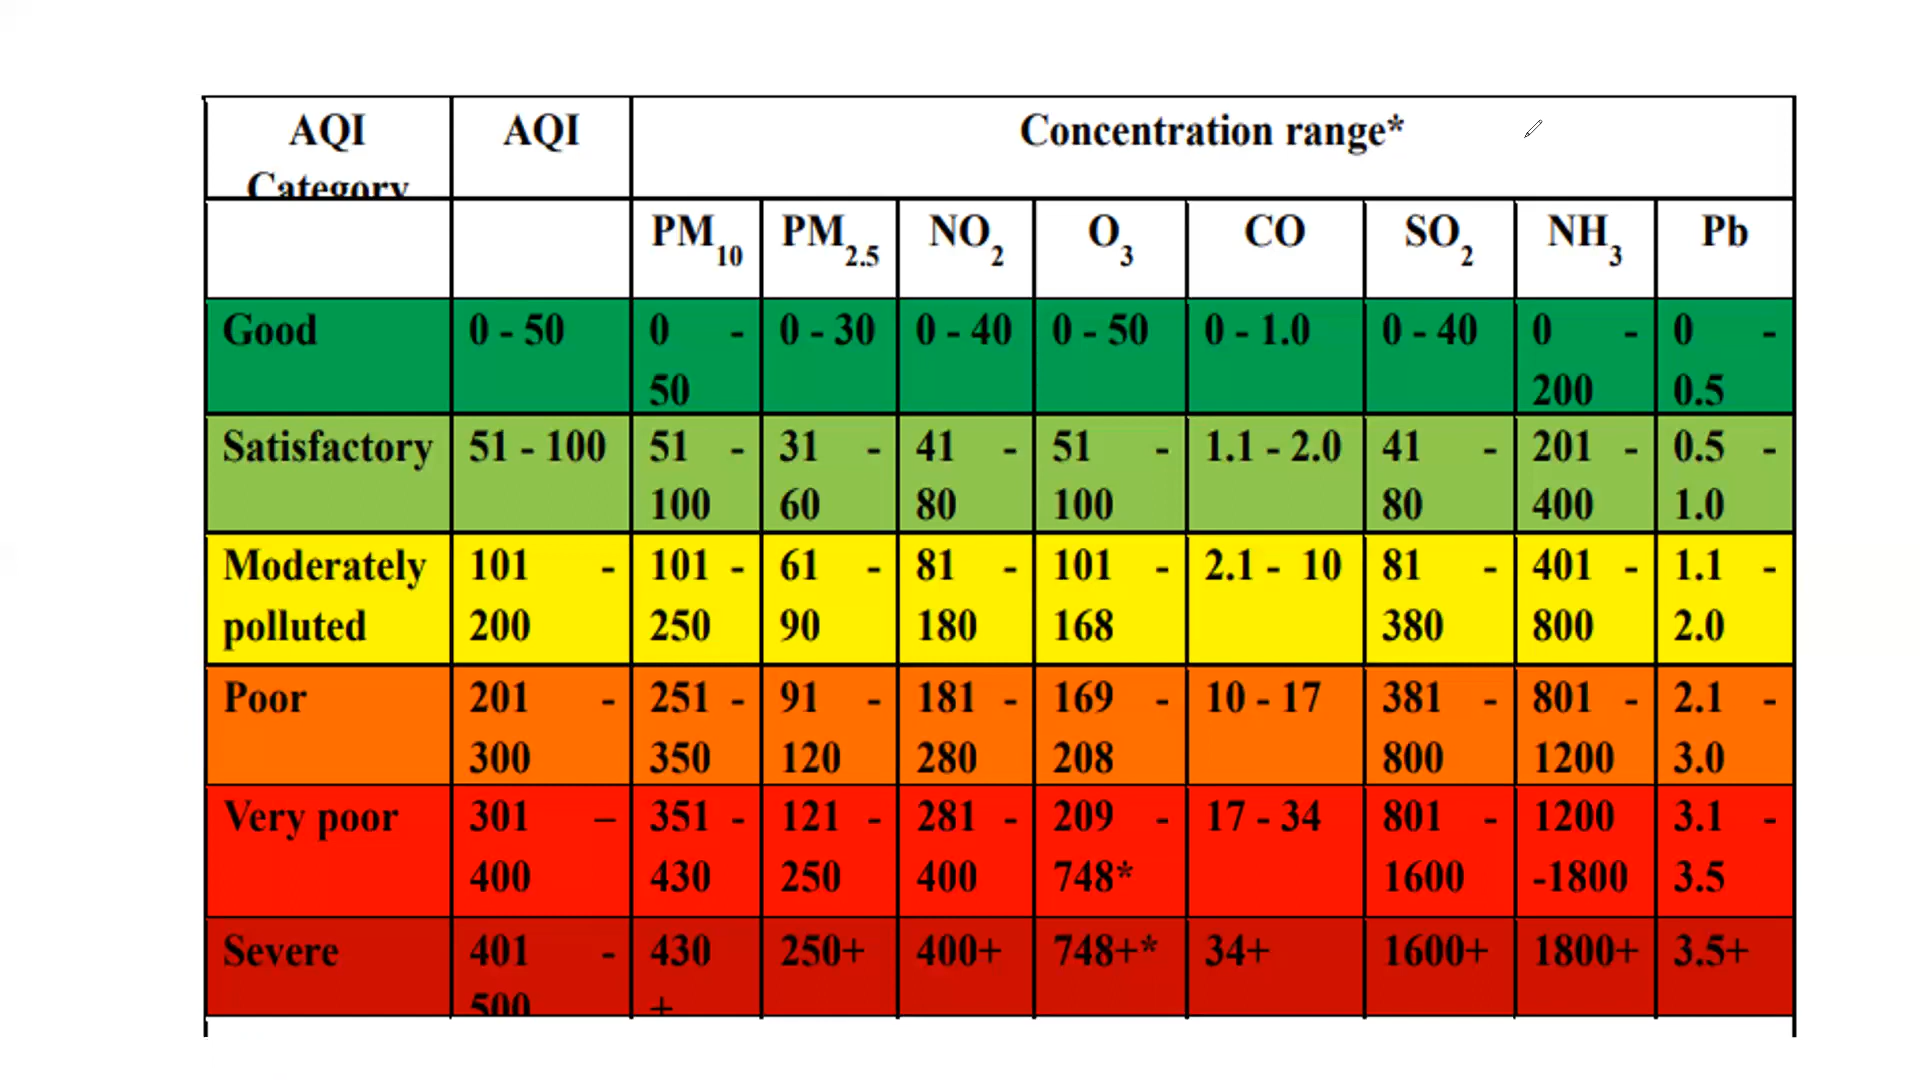 AQI Category AQI Concentration range*
PM10 PM2.5 NO2 O3 CO SO2 NH3 Pb
Good 0 - 50 0 - 50 0 - 30 0 - 40 0 - 50 0 - 1.0 0 - 40 0 - 200 0 - 0.5
Satisfactory 51 - 100 51 - 100 31 - 60 41 - 80 51 - 100 1.1 - 2.0 41 - 80 201 - 400 0.5 - 1.0
Moderately polluted 101 - 200 101 - 250 61 - 90 81 - 180 101 - 168 2.1 - 10 81 - 380 401 - 800 1.1 - 2.0
Poor 201 - 300 251 - 350 91 - 120 181 - 280 169 - 208 10 - 17 381 - 800 801 - 1200 2.1 - 3.0
Very poor 301 – 400 351 - 430 121 - 250 281 - 400 209 - 748* 17 - 34 801 - 1600 1200 -1800 3.1 - 3.5
Severe 401 - 500 430 + 250+ 400+ 748+* 34+ 1600+ 1800+ 3.5+